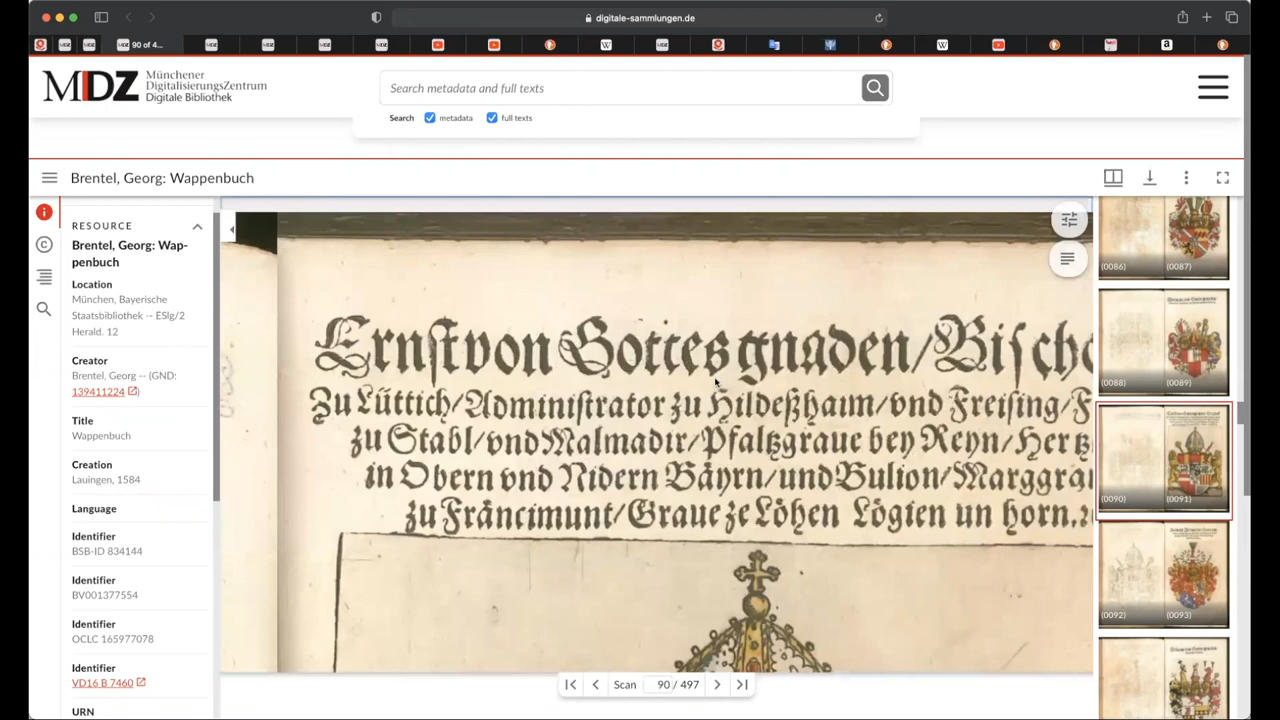 digitale-sammlungen.de
90 of 4...
MDZ
Münchener
DigitalisierungsZentrum
Digitale Bibliothek
Search metadata and full texts
Search
metadata
full texts
Brentel, Georg: Wappenbuch
RESOURCE
Brentel, Georg: Wap-
penbuch
Location
München, Bayerische
Staatsbibliothek -- ESlg/2
Herald. 12
Creator
Brentel, Georg -- (GND:
139411224)
Title
Wappenbuch
Creation
Lauingen, 1584
Language
Identifier
BSB-ID 834144
Identifier
BV001377554
Identifier
OCLC 165977078
Identifier
VD16 B 7460
URN
Ernst von Gottes gnaden/Bischo
Zu Lüttich/Administrator zu Hildeßhaim/vnd Freising/F
zu Stabl/vnd Malmadir/Pfaltzgraue bey Reyn/Hertz
in Obern vnd Nidern Bäyrn/und Bulion/Marggra
zu Fräncimunt/Graue ze Löhen Lögien un horn.
Scan 90 / 497
(0086) (0087)
(0088) (0089)
(0090) (0091)
(0092) (0093)